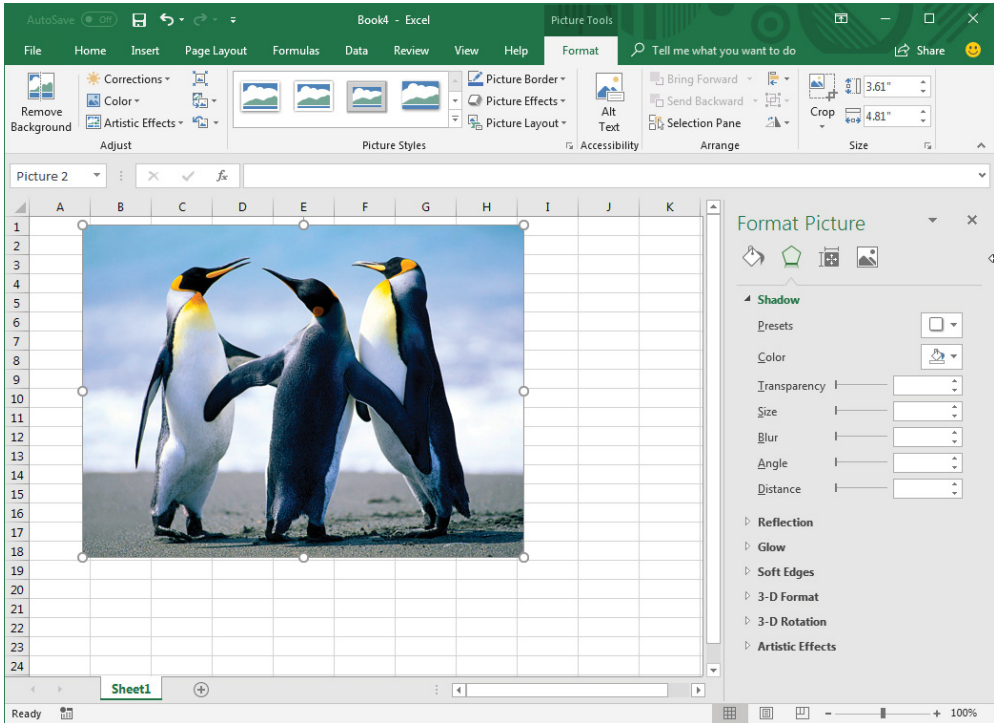 AutoSave Off Book4 - Excel Picture Tools
File Home Insert Page Layout Formulas Data Review View Help Format Tell me what you want to do Share
Remove Background
Corrections
Color
Artistic Effects
Adjust
Picture Styles
Picture Border
Picture Effects
Picture Layout
Alt Text
Accessibility
Bring Forward
Send Backward
Selection Pane
Arrange
Crop
3.61"
4.81"
Size
Picture 2 fx
A B C D E F G H I J K
1
2
3
4
5
6
7
8
9
10
11
12
13
14
15
16
17
18
19
20
21
22
23
24
Format Picture
Shadow
Presets
Color
Transparency
Size
Blur
Angle
Distance
Reflection
Glow
Soft Edges
3-D Format
3-D Rotation
Artistic Effects
Sheet1
Ready - + 100%